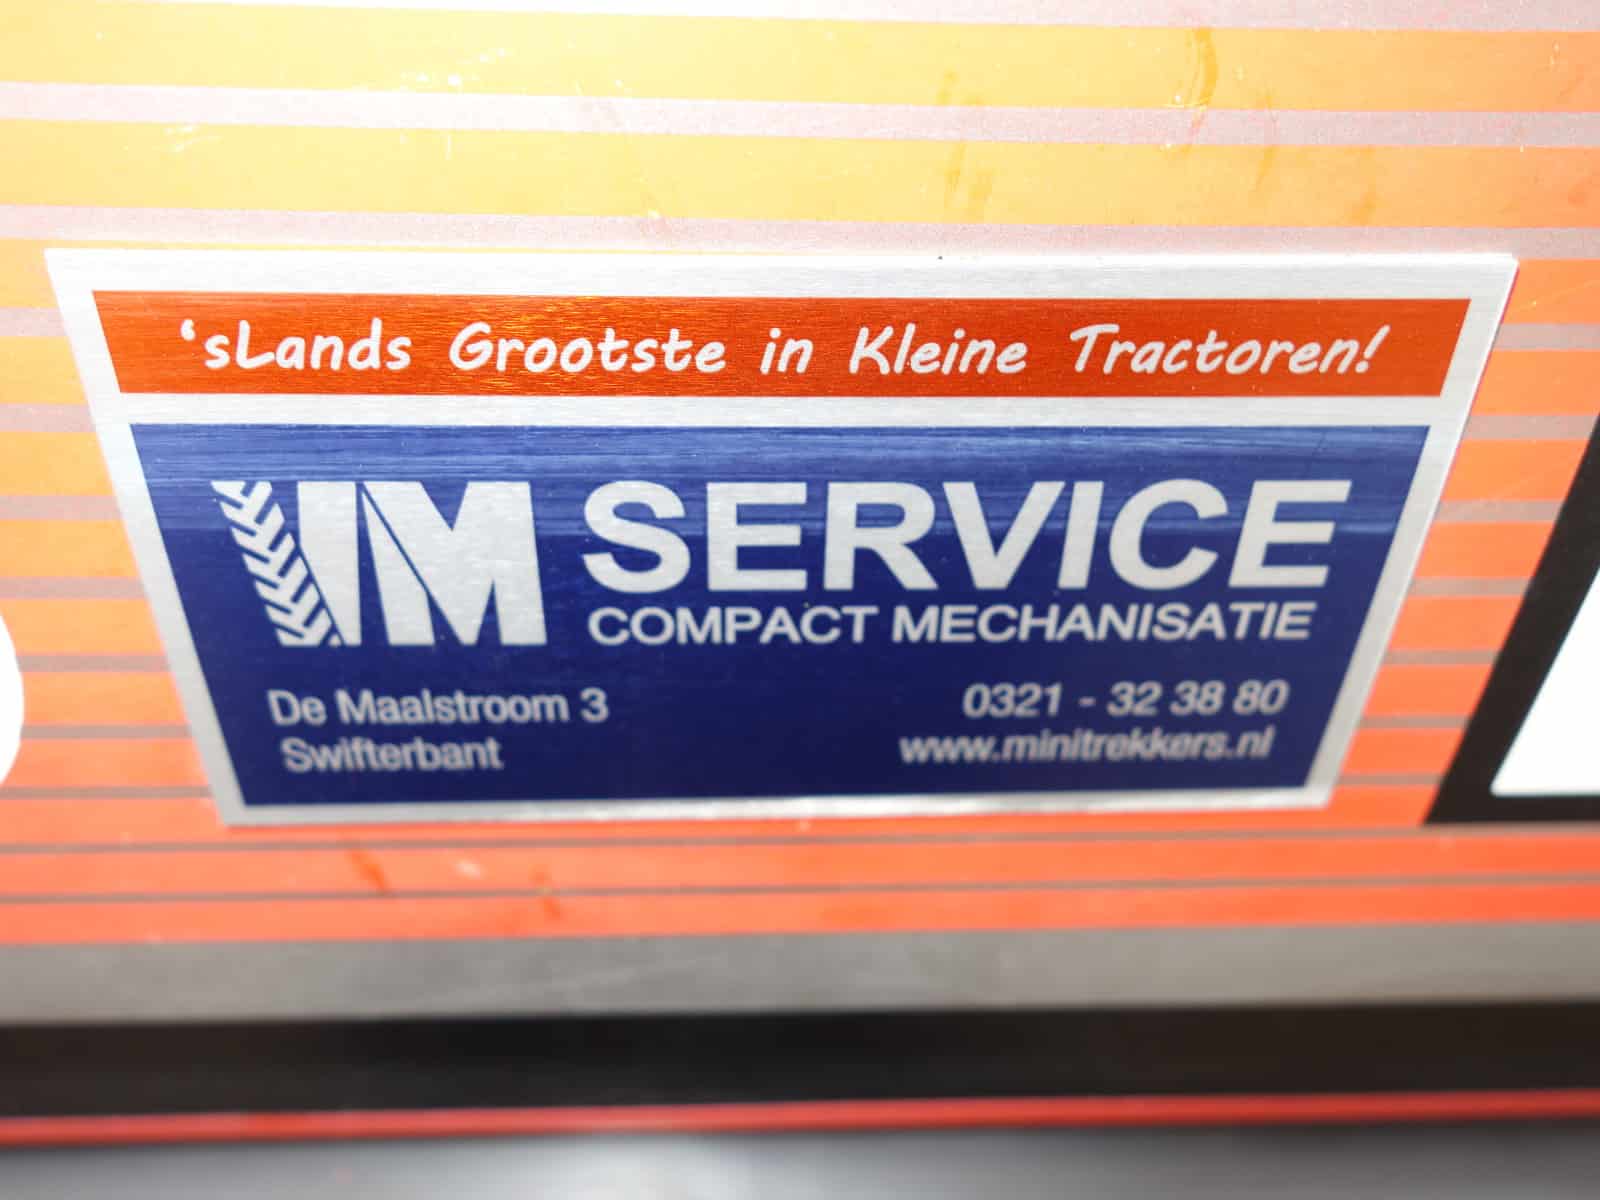 ‘sLands Grootste in Kleine Tractoren!
IM SERVICE
COMPACT MECHANISATIE
De Maalstroom 3
Swifterbant
0321 - 32 38 80
www.minitrekkers.nl